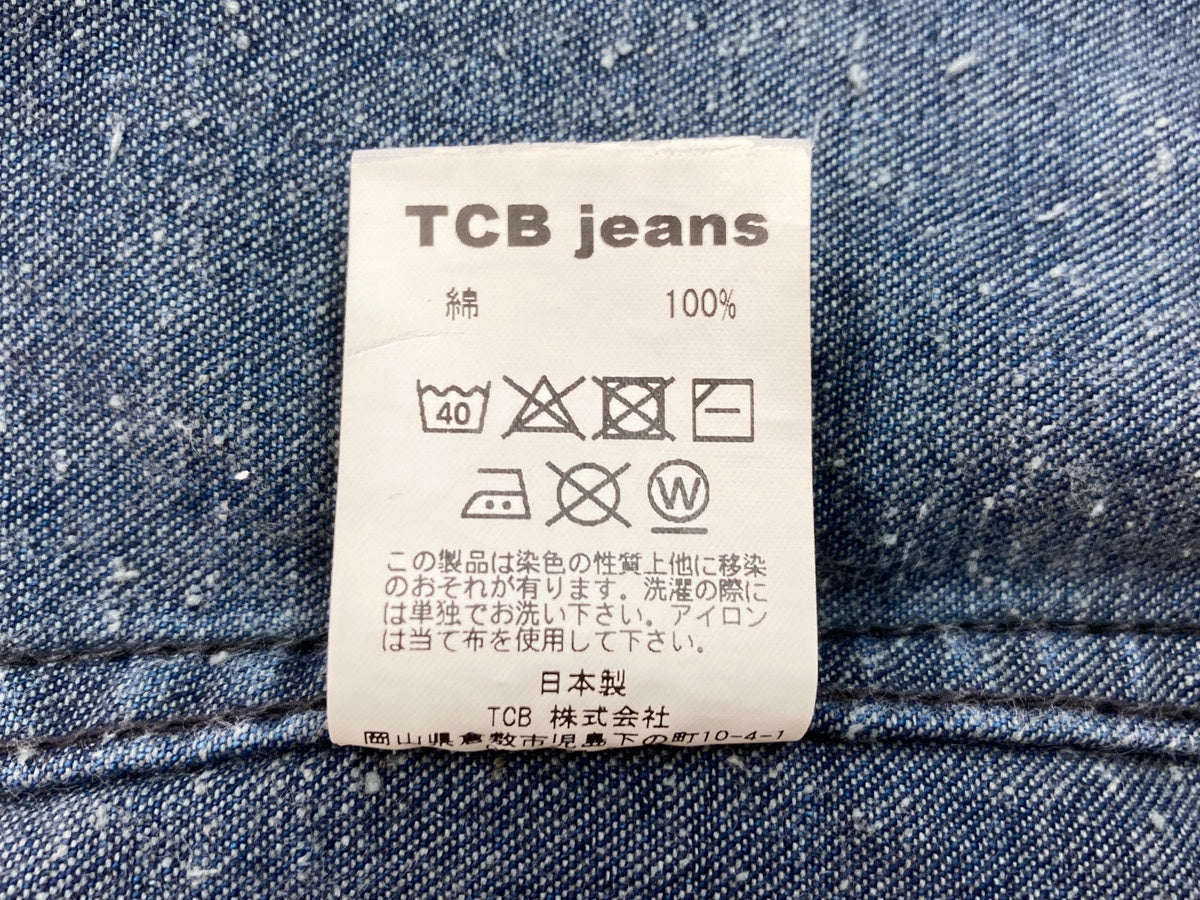 TCB jeans
綿 100%
40
W
この製品は染色の性質上他に移染
のおそれが有ります。洗濯の際に
は単独でお洗い下さい。アイロン
は当て布を使用して下さい。
日本製
TCB 株式会社
岡山県倉敷市児島下の町10-4-1